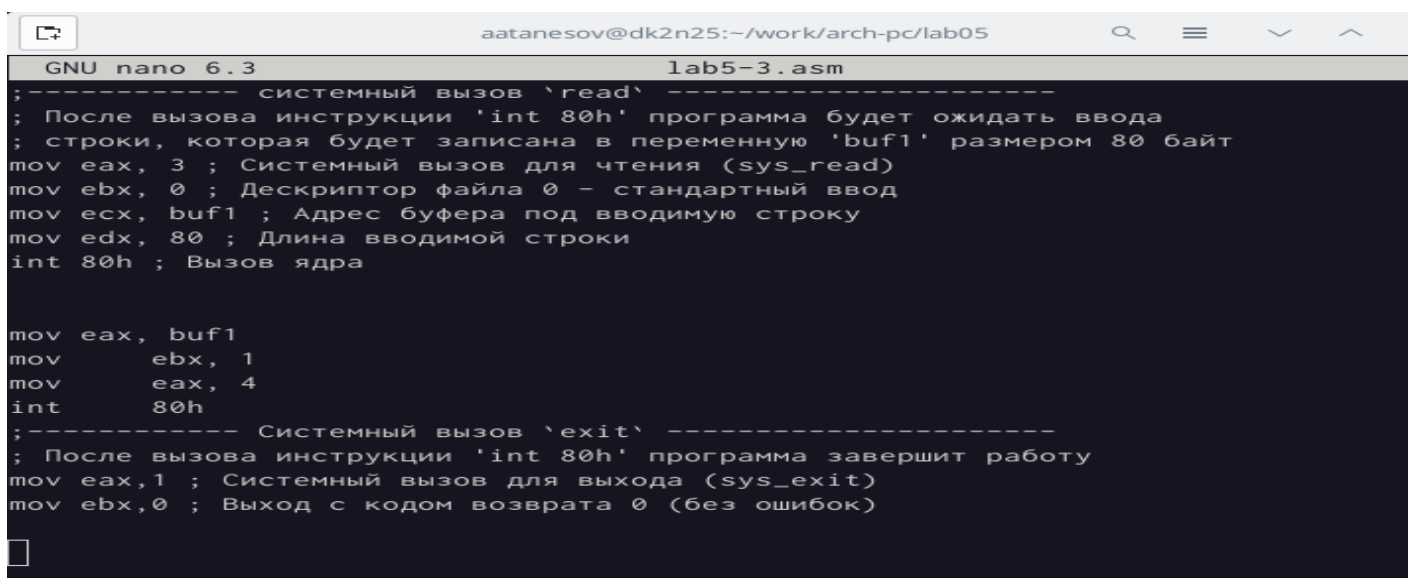 aatanesov@dk2n25:~/work/arch-pc/lab05
GNU nano 6.3 lab5-3.asm
;------------ системный вызов `read` ----------------------
; После вызова инструкции 'int 80h' программа будет ожидать ввода
; строки, которая будет записана в переменную 'buf1' размером 80 байт
mov eax, 3 ; Системный вызов для чтения (sys_read)
mov ebx, 0 ; Дескриптор файла 0 - стандартный ввод
mov ecx, buf1 ; Адрес буфера под вводимую строку
mov edx, 80 ; Длина вводимой строки
int 80h ; Вызов ядра
mov eax, buf1
mov ebx, 1
mov eax, 4
int 80h
;------------ Системный вызов `exit` ----------------------
; После вызова инструкции 'int 80h' программа завершит работу
mov eax,1 ; Системный вызов для выхода (sys_exit)
mov ebx,0 ; Выход с кодом возврата 0 (без ошибок)